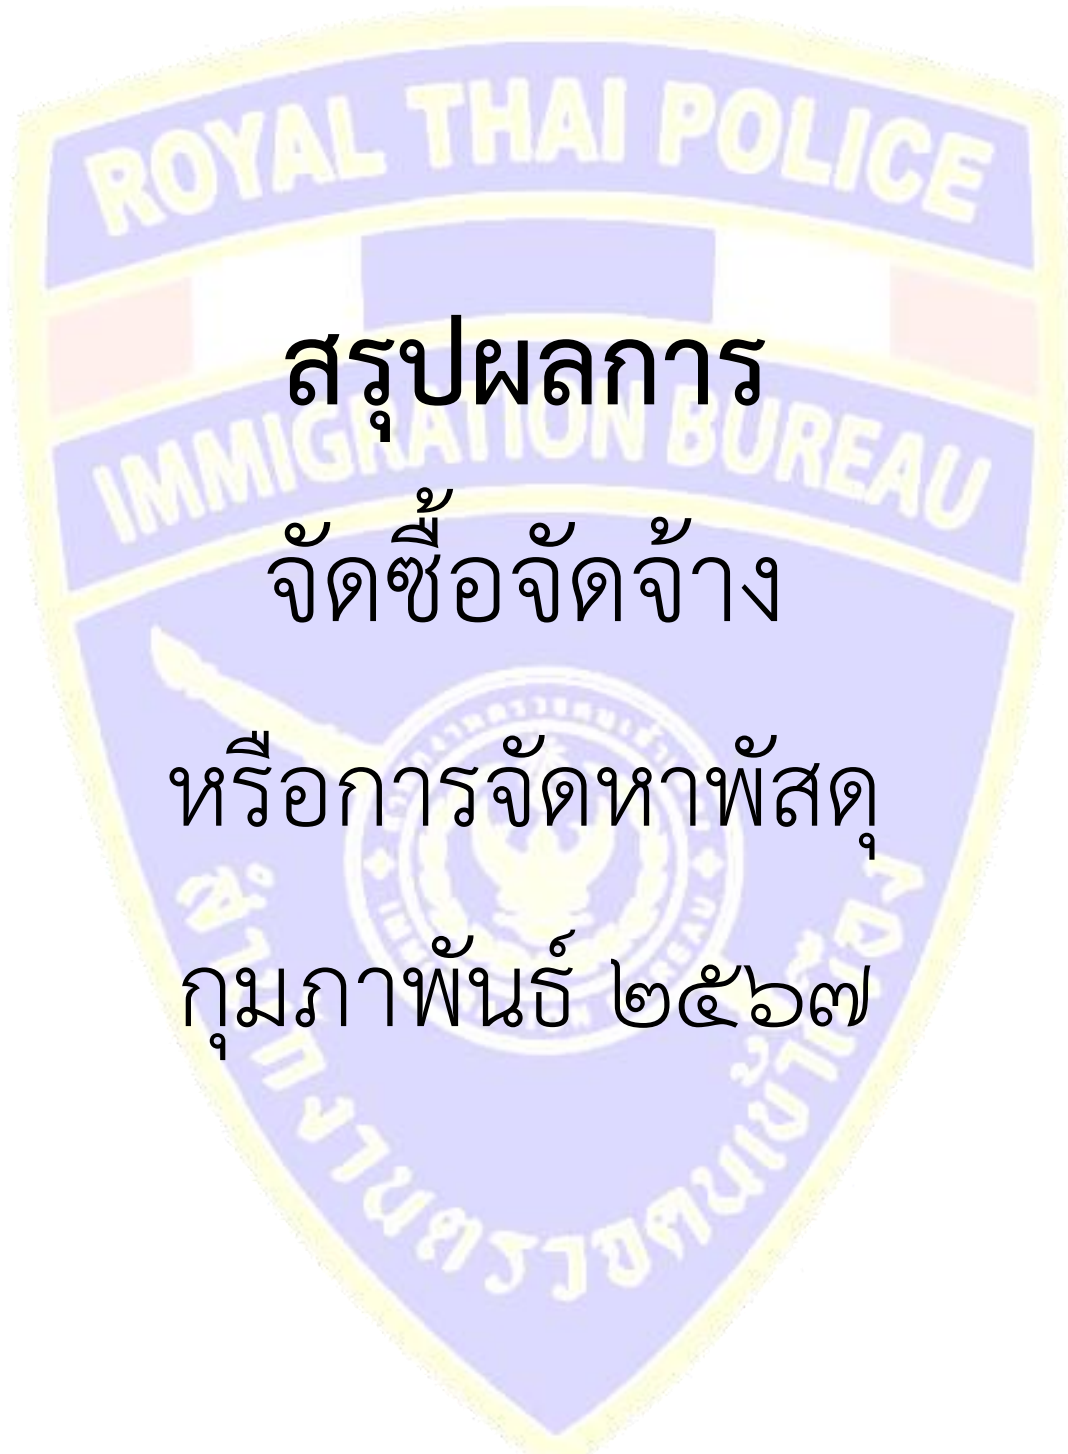 ROYAL THAI POLICE
สรุปผลการ
IMMIGRATION BUREAU
จัดซื้อจัดจ้าง
หรือการจัดหาพัสดุ
กุมภาพันธ์ ๒๕๖๗
สำนักงานตรวจคนเข้าเมือง